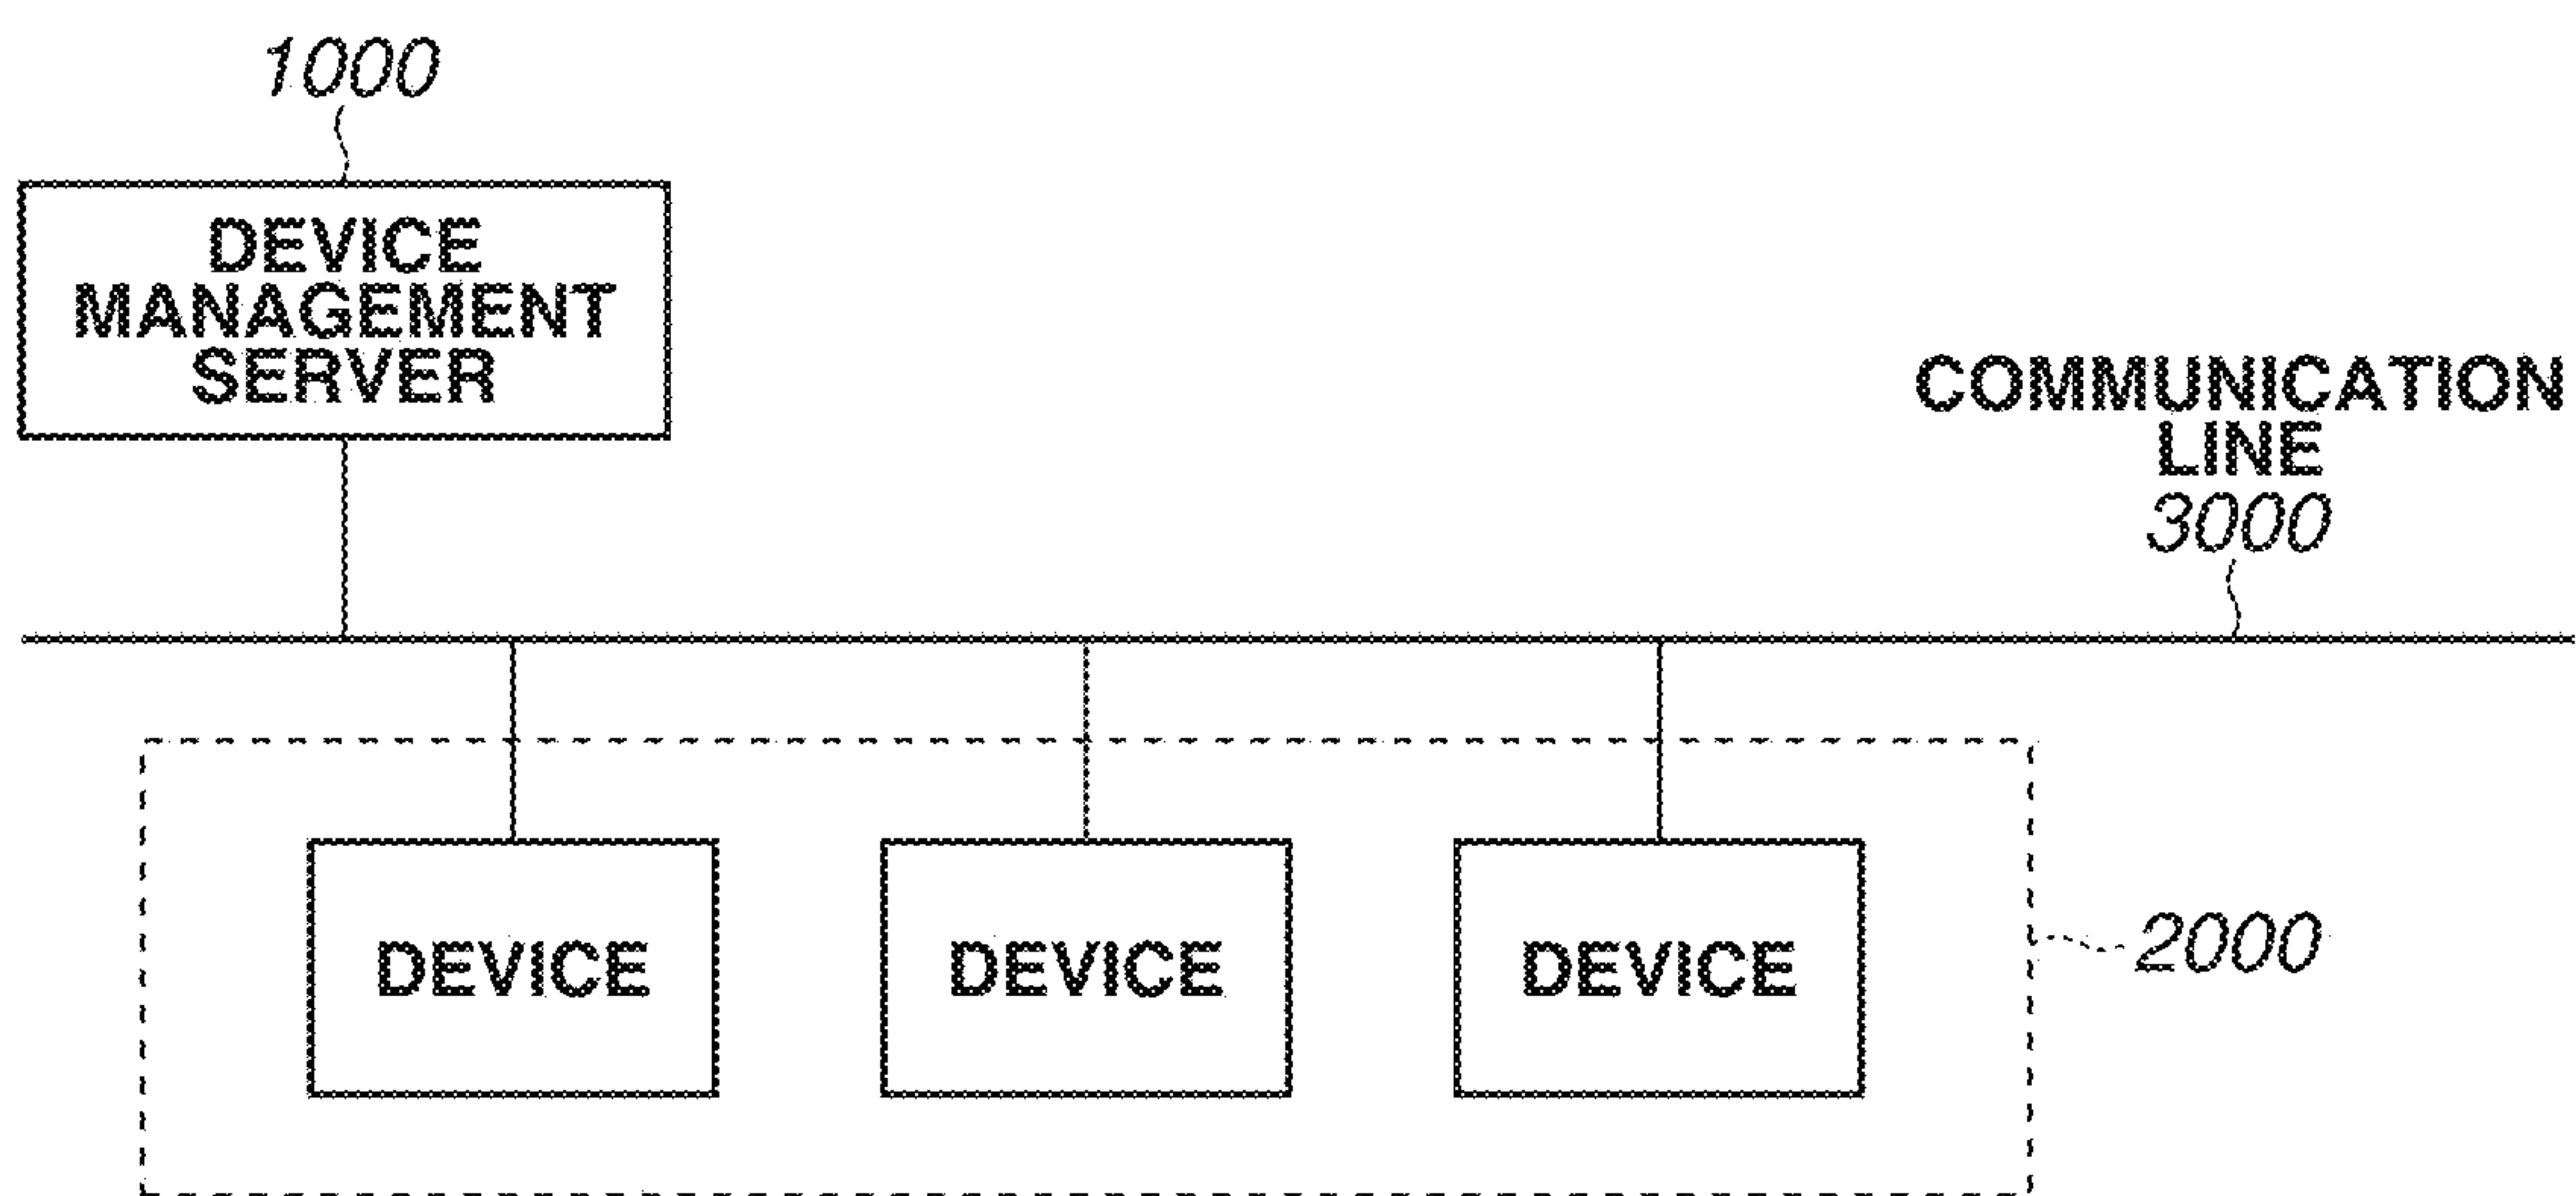 1000
DEVICE
MANAGEMENT
SERVER
COMMUNICATION
LINE
3000
DEVICE
DEVICE
DEVICE
2000